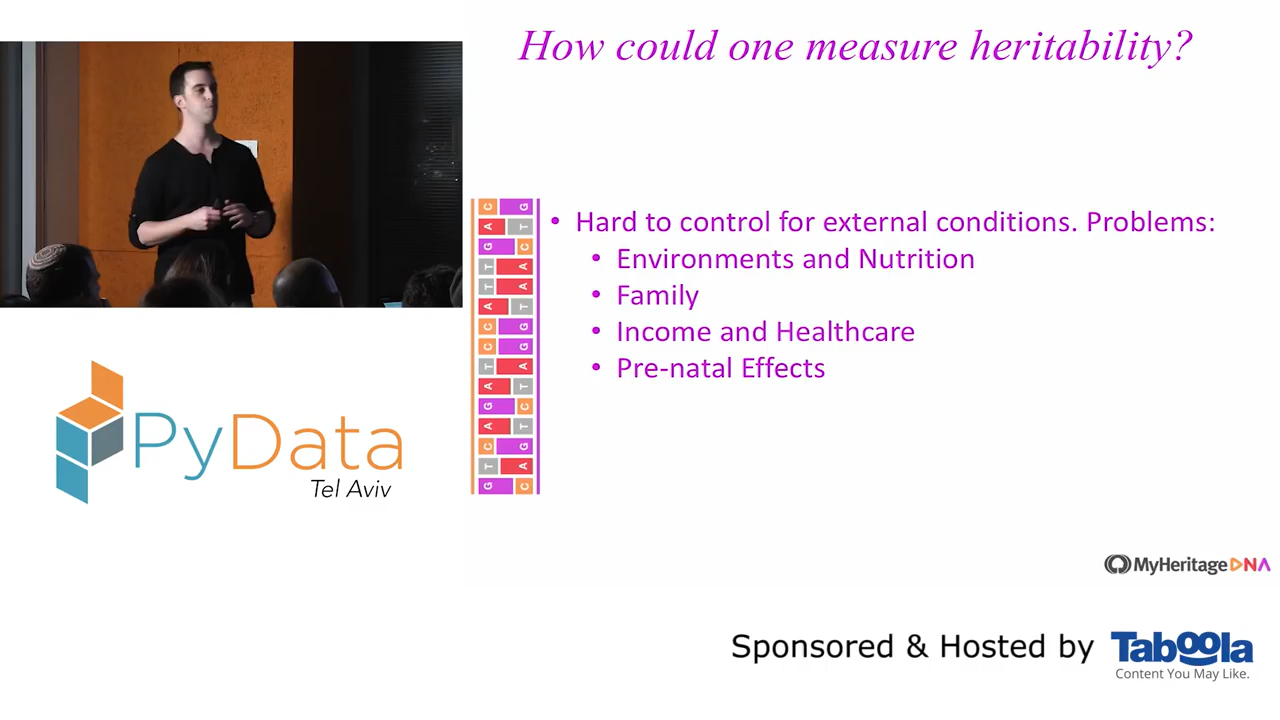 How could one measure heritability?
• Hard to control for external conditions. Problems:
• Environments and Nutrition
• Family
• Income and Healthcare
• Pre-natal Effects
C G
A T
G C
T A
T A
A T
C G
C G
T A
A T
G C
A T
C G
T A
G C
PyData
Tel Aviv
MyHeritage DNA
Sponsored & Hosted by Taboola
Content You May Like.